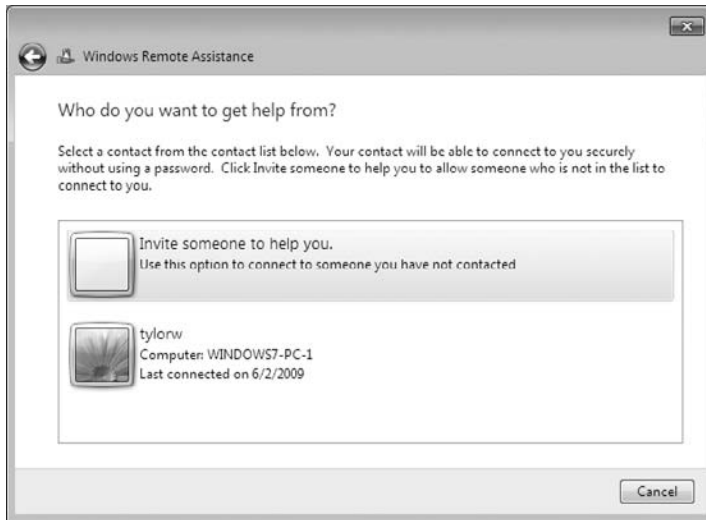 Windows Remote Assistance
Who do you want to get help from?
Select a contact from the contact list below. Your contact will be able to connect to you securely
without using a password. Click Invite someone to help you to allow someone who is not in the list to
connect to you.
Invite someone to help you.
Use this option to connect to someone you have not contacted
tylorw
Computer: WINDOWS7-PC-1
Last connected on 6/2/2009
Cancel